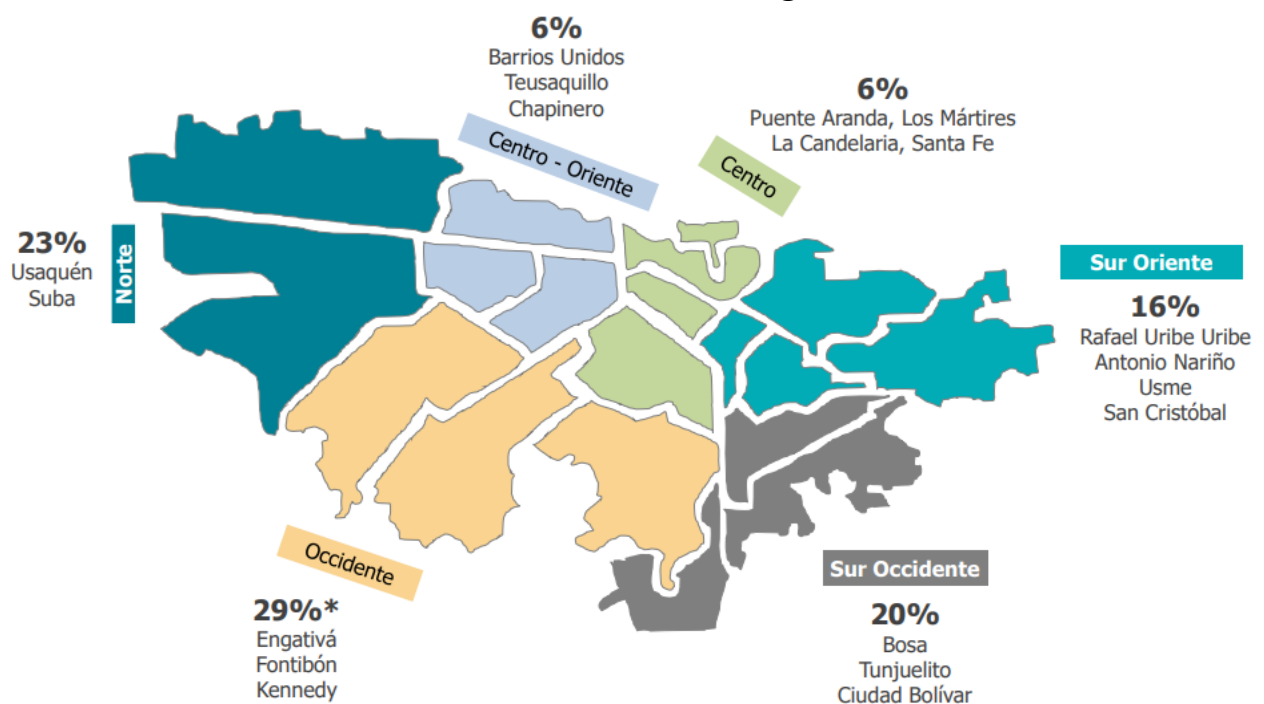 6%
Barrios Unidos
Teusaquillo
Chapinero
Centro - Oriente
6%
Puente Aranda, Los Mártires
La Candelaria, Santa Fe
Centro
23%
Usaquén
Suba
Norte
Sur Oriente
16%
Rafael Uribe Uribe
Antonio Nariño
Usme
San Cristóbal
Occidente
29%*
Engativá
Fontibón
Kennedy
Sur Occidente
20%
Bosa
Tunjuelito
Ciudad Bolívar